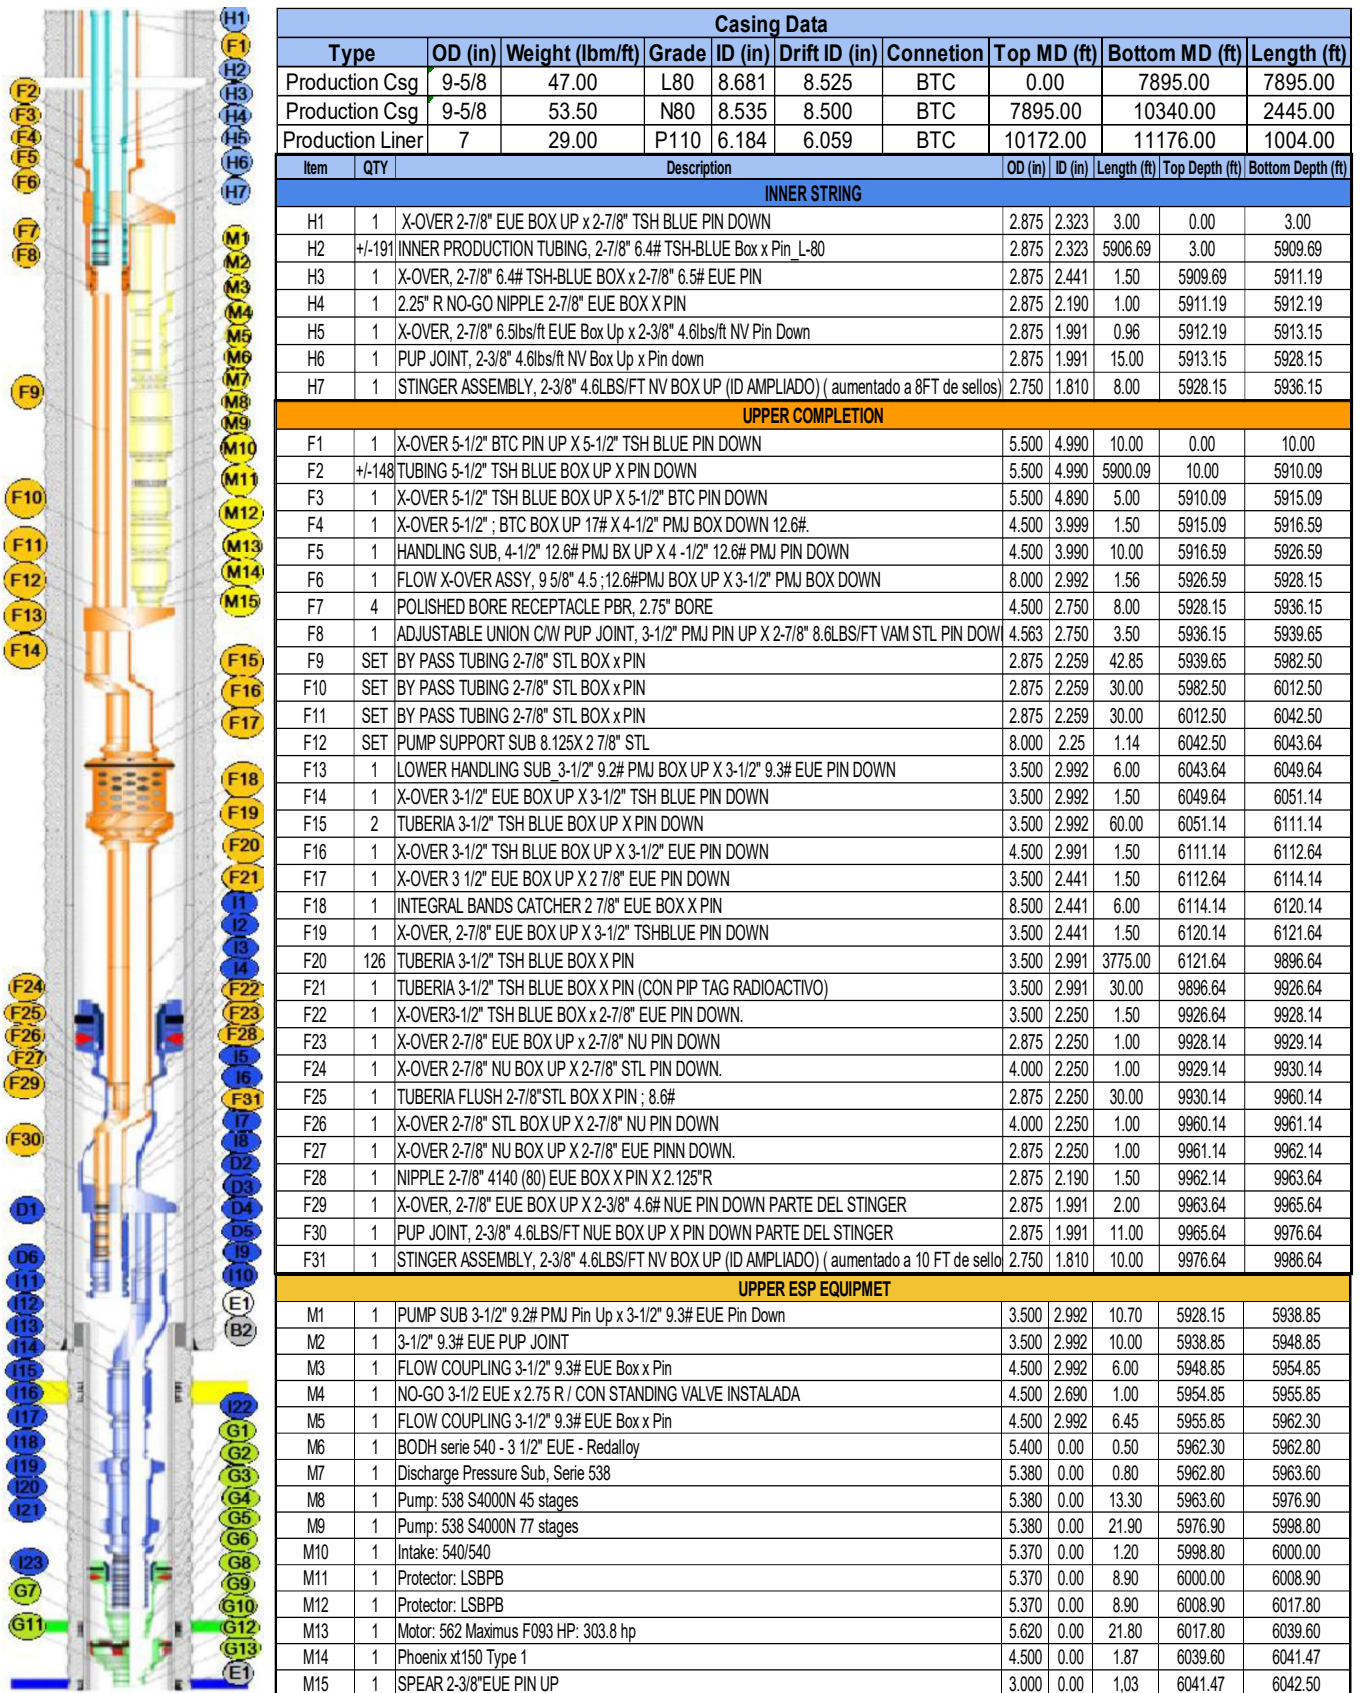 Casing Data
Type OD (in) Weight (lbm/ft) Grade ID (in) Drift ID (in) Connetion Top MD (ft) Bottom MD (ft) Length (ft)
Production Csg 9-5/8 47.00 L80 8.681 8.525 BTC 0.00 7895.00 7895.00
Production Csg 9-5/8 53.50 N80 8.535 8.500 BTC 7895.00 10340.00 2445.00
Production Liner 7 29.00 P110 6.184 6.059 BTC 10172.00 11176.00 1004.00
Item QTY Description OD (in) ID (in) Length (ft) Top Depth (ft) Bottom Depth (ft)
INNER STRING
H1 1 X-OVER 2-7/8" EUE BOX UP x 2-7/8" TSH BLUE PIN DOWN 2.875 2.323 3.00 0.00 3.00
H2 +/-191 INNER PRODUCTION TUBING, 2-7/8" 6.4# TSH-BLUE Box x Pin_L-80 2.875 2.323 5906.69 3.00 5909.69
H3 1 X-OVER, 2-7/8" 6.4# TSH-BLUE BOX x 2-7/8" 6.5# EUE PIN 2.875 2.441 1.50 5909.69 5911.19
H4 1 2.25" R NO-GO NIPPLE 2-7/8" EUE BOX X PIN 2.875 2.190 1.00 5911.19 5912.19
H5 1 X-OVER, 2-7/8" 6.5lbs/ft EUE Box Up x 2-3/8" 4.6lbs/ft NV Pin Down 2.875 1.991 0.96 5912.19 5913.15
H6 1 PUP JOINT, 2-3/8" 4.6lbs/ft NV Box Up x Pin down 2.875 1.991 15.00 5913.15 5928.15
H7 1 STINGER ASSEMBLY, 2-3/8" 4.6LBS/FT NV BOX UP (ID AMPLIADO) ( aumentado a 8FT de sellos) 2.750 1.810 8.00 5928.15 5936.15
UPPER COMPLETION
F1 1 X-OVER 5-1/2" BTC PIN UP X 5-1/2" TSH BLUE PIN DOWN 5.500 4.990 10.00 0.00 10.00
F2 +/-148 TUBING 5-1/2" TSH BLUE BOX UP X PIN DOWN 5.500 4.990 5900.09 10.00 5910.09
F3 1 X-OVER 5-1/2" TSH BLUE BOX UP X 5-1/2" BTC PIN DOWN 5.500 4.890 5.00 5910.09 5915.09
F4 1 X-OVER 5-1/2" ; BTC BOX UP 17# X 4-1/2" PMJ BOX DOWN 12.6#. 4.500 3.999 1.50 5915.09 5916.59
F5 1 HANDLING SUB, 4-1/2" 12.6# PMJ BX UP X 4 -1/2" 12.6# PMJ PIN DOWN 4.500 3.990 10.00 5916.59 5926.59
F6 1 FLOW X-OVER ASSY, 9 5/8" 4.5 ;12.6#PMJ BOX UP X 3-1/2" PMJ BOX DOWN 8.000 2.992 1.56 5926.59 5928.15
F7 4 POLISHED BORE RECEPTACLE PBR, 2.75" BORE 4.500 2.750 8.00 5928.15 5936.15
F8 1 ADJUSTABLE UNION C/W PUP JOINT, 3-1/2" PMJ PIN UP X 2-7/8" 8.6LBS/FT VAM STL PIN DOWI 4.563 2.750 3.50 5936.15 5939.65
F9 SET BY PASS TUBING 2-7/8" STL BOX x PIN 2.875 2.259 42.85 5939.65 5982.50
F10 SET BY PASS TUBING 2-7/8" STL BOX x PIN 2.875 2.259 30.00 5982.50 6012.50
F11 SET BY PASS TUBING 2-7/8" STL BOX x PIN 2.875 2.259 30.00 6012.50 6042.50
F12 SET PUMP SUPPORT SUB 8.125X 2 7/8" STL 8.000 2.25 1.14 6042.50 6043.64
F13 1 LOWER HANDLING SUB_3-1/2" 9.2# PMJ BOX UP X 3-1/2" 9.3# EUE PIN DOWN 3.500 2.992 6.00 6043.64 6049.64
F14 1 X-OVER 3-1/2" EUE BOX UP X 3-1/2" TSH BLUE PIN DOWN 3.500 2.992 1.50 6049.64 6051.14
F15 2 TUBERIA 3-1/2" TSH BLUE BOX UP X PIN DOWN 3.500 2.992 60.00 6051.14 6111.14
F16 1 X-OVER 3-1/2" TSH BLUE BOX UP X 3-1/2" EUE PIN DOWN 4.500 2.991 1.50 6111.14 6112.64
F17 1 X-OVER 3 1/2" EUE BOX UP X 2 7/8" EUE PIN DOWN 3.500 2.441 1.50 6112.64 6114.14
F18 1 INTEGRAL BANDS CATCHER 2 7/8" EUE BOX X PIN 8.500 2.441 6.00 6114.14 6120.14
F19 1 X-OVER, 2-7/8" EUE BOX UP X 3-1/2" TSHBLUE PIN DOWN 3.500 2.441 1.50 6120.14 6121.64
F20 126 TUBERIA 3-1/2" TSH BLUE BOX X PIN 3.500 2.991 3775.00 6121.64 9896.64
F21 1 TUBERIA 3-1/2" TSH BLUE BOX X PIN (CON PIP TAG RADIOACTIVO) 3.500 2.991 30.00 9896.64 9926.64
F22 1 X-OVER3-1/2" TSH BLUE BOX x 2-7/8" EUE PIN DOWN. 3.500 2.250 1.50 9926.64 9928.14
F23 1 X-OVER 2-7/8" EUE BOX UP x 2-7/8" NU PIN DOWN 2.875 2.250 1.00 9928.14 9929.14
F24 1 X-OVER 2-7/8" NU BOX UP X 2-7/8" STL PIN DOWN. 4.000 2.250 1.00 9929.14 9930.14
F25 1 TUBERIA FLUSH 2-7/8"STL BOX X PIN ; 8.6# 2.875 2.250 30.00 9930.14 9960.14
F26 1 X-OVER 2-7/8" STL BOX UP X 2-7/8" NU PIN DOWN 4.000 2.250 1.00 9960.14 9961.14
F27 1 X-OVER 2-7/8" NU BOX UP X 2-7/8" EUE PINN DOWN. 2.875 2.250 1.00 9961.14 9962.14
F28 1 NIPPLE 2-7/8" 4140 (80) EUE BOX X PIN X 2.125"R 2.875 2.190 1.50 9962.14 9963.64
F29 1 X-OVER, 2-7/8" EUE BOX UP X 2-3/8" 4.6# NUE PIN DOWN PARTE DEL STINGER 2.875 1.991 2.00 9963.64 9965.64
F30 1 PUP JOINT, 2-3/8" 4.6LBS/FT NUE BOX UP X PIN DOWN PARTE DEL STINGER 2.875 1.991 11.00 9965.64 9976.64
F31 1 STINGER ASSEMBLY, 2-3/8" 4.6LBS/FT NV BOX UP (ID AMPLIADO) ( aumentado a 10 FT de sello 2.750 1.810 10.00 9976.64 9986.64
UPPER ESP EQUIPMET
M1 1 PUMP SUB 3-1/2" 9.2# PMJ Pin Up x 3-1/2" 9.3# EUE Pin Down 3.500 2.992 10.70 5928.15 5938.85
M2 1 3-1/2" 9.3# EUE PUP JOINT 3.500 2.992 10.00 5938.85 5948.85
M3 1 FLOW COUPLING 3-1/2" 9.3# EUE Box x Pin 4.500 2.992 6.00 5948.85 5954.85
M4 1 NO-GO 3-1/2 EUE x 2.75 R / CON STANDING VALVE INSTALADA 4.500 2.690 1.00 5954.85 5955.85
M5 1 FLOW COUPLING 3-1/2" 9.3# EUE Box x Pin 4.500 2.992 6.45 5955.85 5962.30
M6 1 BODH serie 540 - 3 1/2" EUE - Redalloy 5.400 0.00 0.50 5962.30 5962.80
M7 1 Discharge Pressure Sub, Serie 538 5.380 0.00 0.80 5962.80 5963.60
M8 1 Pump: 538 S4000N 45 stages 5.380 0.00 13.30 5963.60 5976.90
M9 1 Pump: 538 S4000N 77 stages 5.380 0.00 21.90 5976.90 5998.80
M10 1 Intake: 540/540 5.370 0.00 1.20 5998.80 6000.00
M11 1 Protector: LSBPB 5.370 0.00 8.90 6000.00 6008.90
M12 1 Protector: LSBPB 5.370 0.00 8.90 6008.90 6017.80
M13 1 Motor: 562 Maximus F093 HP: 303.8 hp 5.620 0.00 21.80 6017.80 6039.60
M14 1 Phoenix xt150 Type 1 4.500 0.00 1.87 6039.60 6041.47
M15 1 SPEAR 2-3/8"EUE PIN UP 3.000 0.00 1,03 6041.47 6042.50
F2
F3
F4
F5
F6
F7
F8
F9
F10
F11
F12
F13
F14
F24
F25
F26
F27
F29
F30
D1
D6
I11
I12
I13
I14
I15
I16
I17
I18
I19
I20
I21
I23
G7
G11
H1
F1
H2
H3
H4
H5
H6
H7
M1
M2
M3
M4
M5
M6
M7
M8
M9
M10
M11
M12
M13
M14
M15
F15
F16
F17
F18
F19
F20
F21
I1
I2
I3
I4
F22
F23
F28
I5
I6
F31
I7
I8
D2
D3
D4
D5
I9
I10
E1
B2
I22
G1
G2
G3
G4
G5
G6
G8
G9
G10
G12
G13
E1